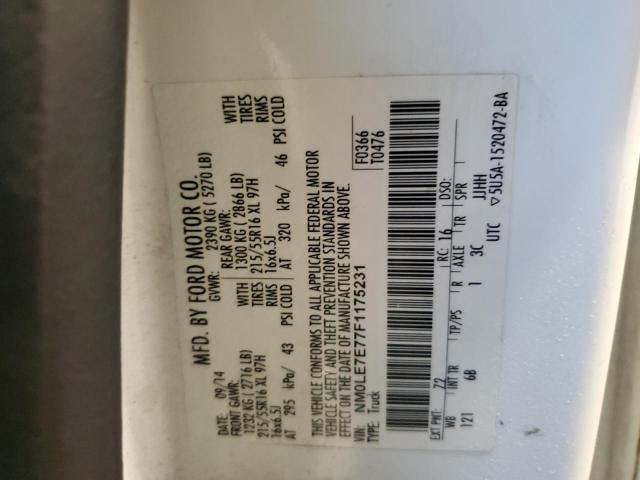 MFD. BY FORD MOTOR CO.
DATE: 09/14 GVWR: 2390 KG ( 5270 LB)
FRONT GAWR: REAR GAWR: WITH
1232 KG ( 2716 LB) 1300 KG ( 2866 LB) TIRES
215/55R16 XL 97H TIRES 215/55R16 XL 97H RIMS
16x6.5J RIMS 16x6.5J
AT 295 kPa/ 43 PSI COLD AT 320 kPa/ 46 PSI COLD
THIS VEHICLE CONFORMS TO ALL APPLICABLE FEDERAL MOTOR
VEHICLE SAFETY AND THEFT PREVENTION STANDARDS IN
EFFECT ON THE DATE OF MANUFACTURE SHOWN ABOVE.
VIN: NM0LE7E77F1175231 F0366
TYPE: Truck T0476
EXT PNT: Z2 RC: 16 DSO:
WB INT TR TP/PS R AXLE TR SPR
121 6B 1 3C JJHH
UTC ▽5U5A-1520472-BA